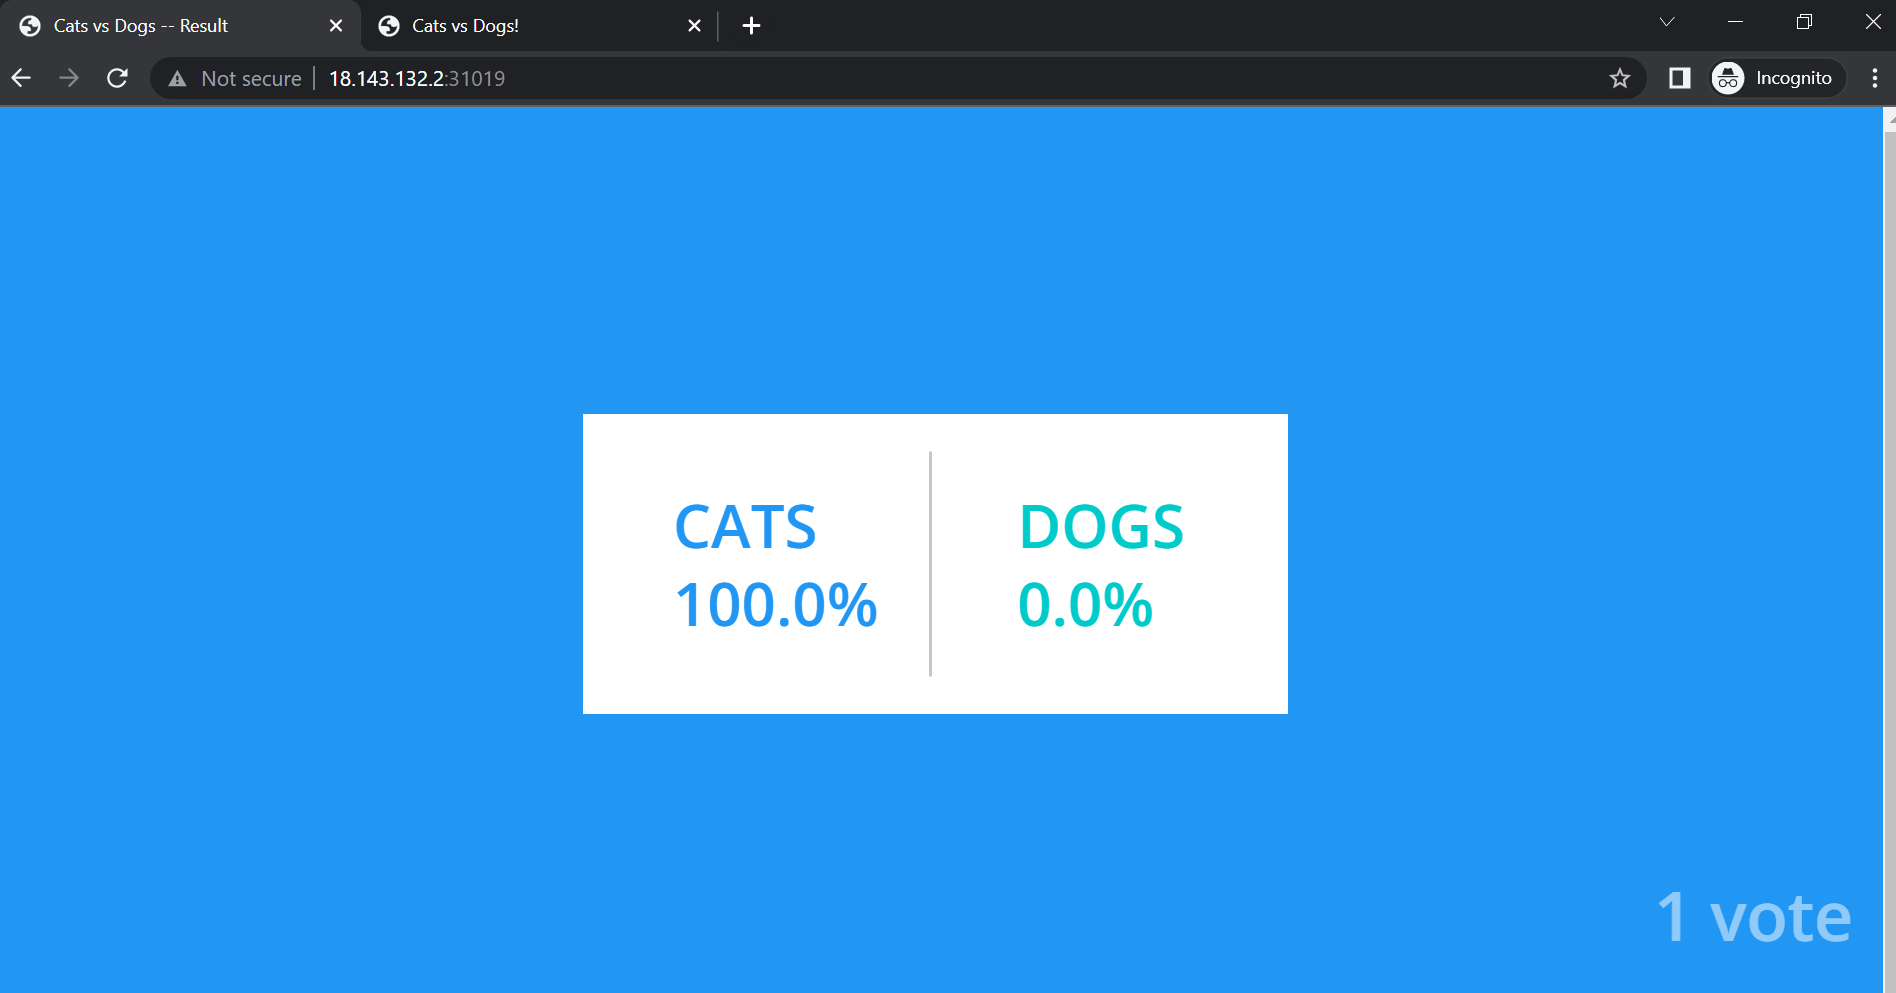 Cats vs Dogs -- Result
Cats vs Dogs!
Not secure
18.143.132.2:31019
Incognito
CATS
100.0%
DOGS
0.0%
1 vote